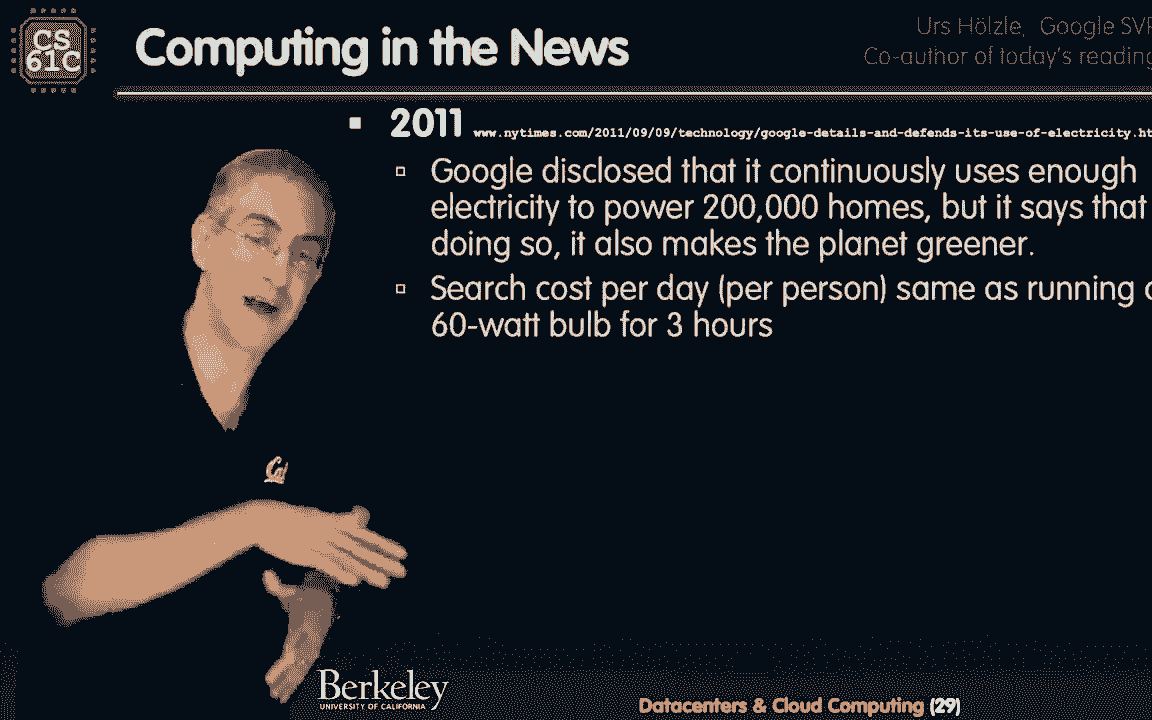 CS
61C
Computing in the News
Urs Hölzle, Google SVP
Co-author of today's reading
2011 www.nytimes.com/2011/09/09/technology/google-details-and-defends-its-use-of-electricity.ht
Google disclosed that it continuously uses enough
electricity to power 200,000 homes, but it says that
doing so, it also makes the planet greener.
Search cost per day (per person) same as running
60-watt bulb for 3 hours
Cal
Berkeley
UNIVERSITY OF CALIFORNIA
Datacenters & Cloud Computing (29)